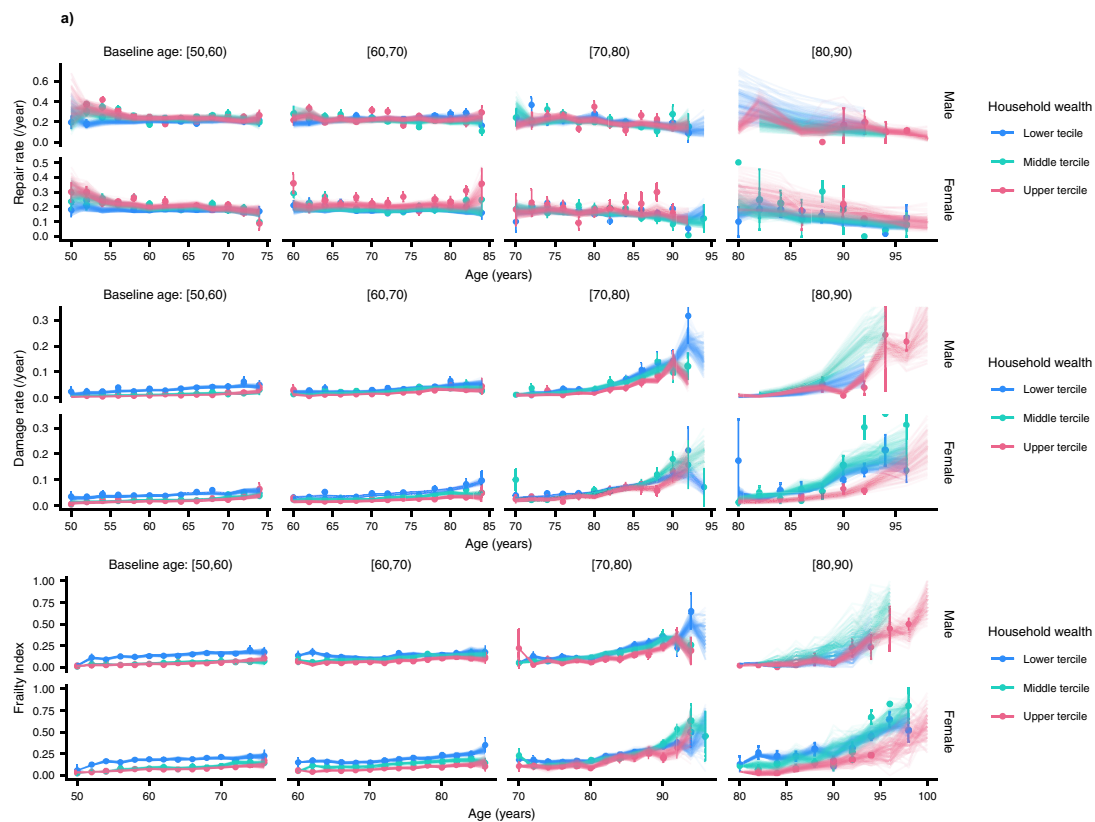 a)
Baseline age: [50,60) [60,70) [70,80) [80,90)
Repair rate (/year)
0.6
0.4
0.2
0.0
Male
0.5
0.4
0.3
0.2
0.1
0.0
Female
50 55 60 65 70 75 60 65 70 75 80 85 70 75 80 85 90 95 80 85 90 95
Age (years)
Household wealth
Lower tecile
Middle tercile
Upper tercile
Baseline age: [50,60) [60,70) [70,80) [80,90)
Damage rate (/year)
0.3
0.2
0.1
0.0
Male
0.3
0.2
0.1
0.0
Female
50 55 60 65 70 75 60 65 70 75 80 85 70 75 80 85 90 95 80 85 90 95
Age (years)
Household wealth
Lower tercile
Middle tercile
Upper tercile
Baseline age: [50,60) [60,70) [70,80) [80,90)
Frailty Index
1.00
0.75
0.50
0.25
0.00
Male
1.00
0.75
0.50
0.25
0.00
Female
50 60 70 60 70 80 70 80 90 80 85 90 95 100
Age (years)
Household wealth
Lower tercile
Middle tercile
Upper tercile